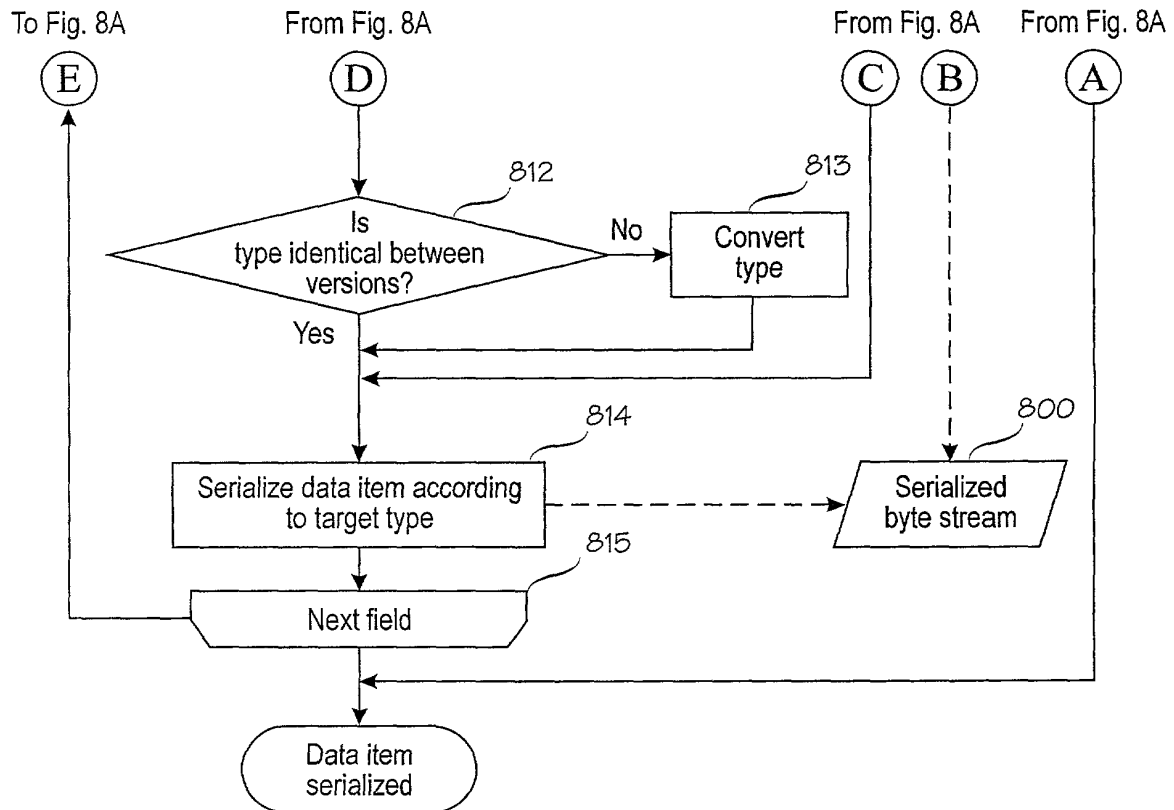 To Fig. 8A
From Fig. 8A
From Fig. 8A
From Fig. 8A
E
D
C
B
A
812
813
Is
type identical between
versions?
No
Convert
type
Yes
814
800
Serialize data item according
to target type
Serialized
byte stream
815
Next field
Data item
serialized